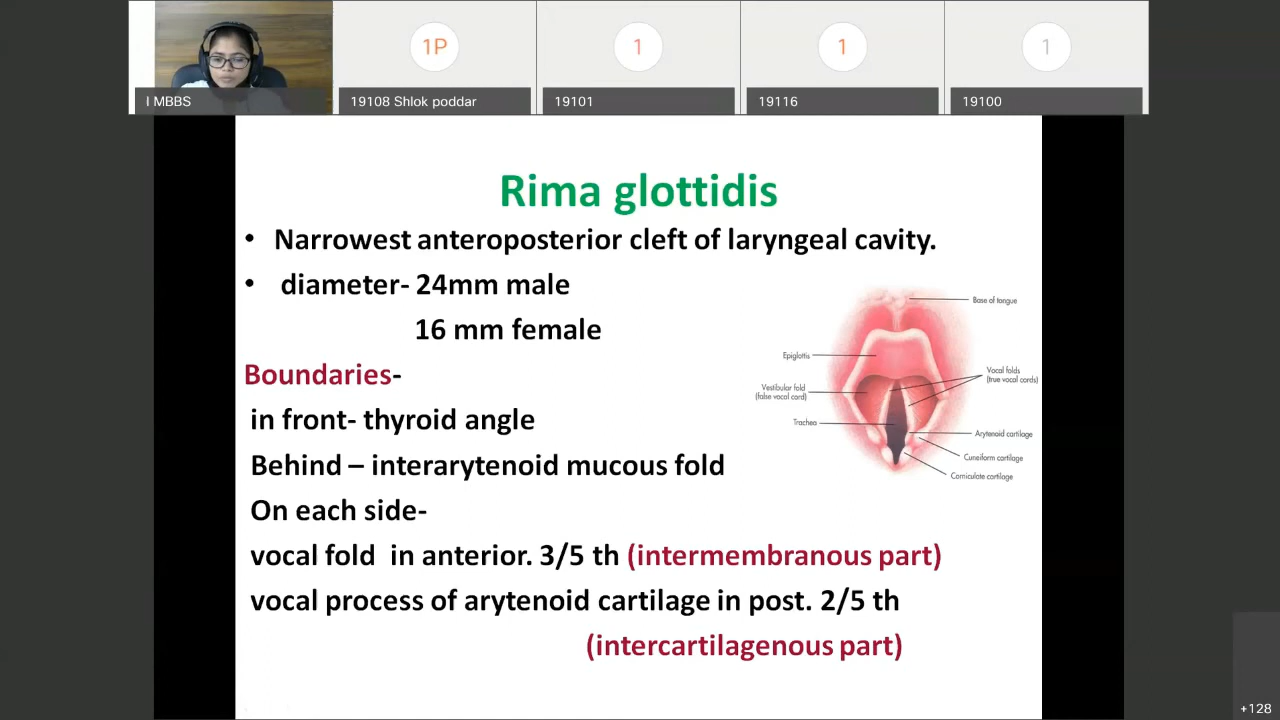 1P
1
1
1
I MBBS
19108 Shlok poddar
19101
19116
19100
Rima glottidis
• Narrowest anteroposterior cleft of laryngeal cavity.
• diameter- 24mm male
16 mm female
Boundaries-
in front- thyroid angle
Behind – interarytenoid mucous fold
On each side-
vocal fold in anterior. 3/5 th (intermembranous part)
vocal process of arytenoid cartilage in post. 2/5 th
(intercartilagenous part)
Base of tongue
Epiglottis
Vocal folds
(true vocal cords)
Vestibular fold
(false vocal cord)
Trachea
Arytenoid cartilage
Cuneiform cartilage
Corniculate cartilage
+128